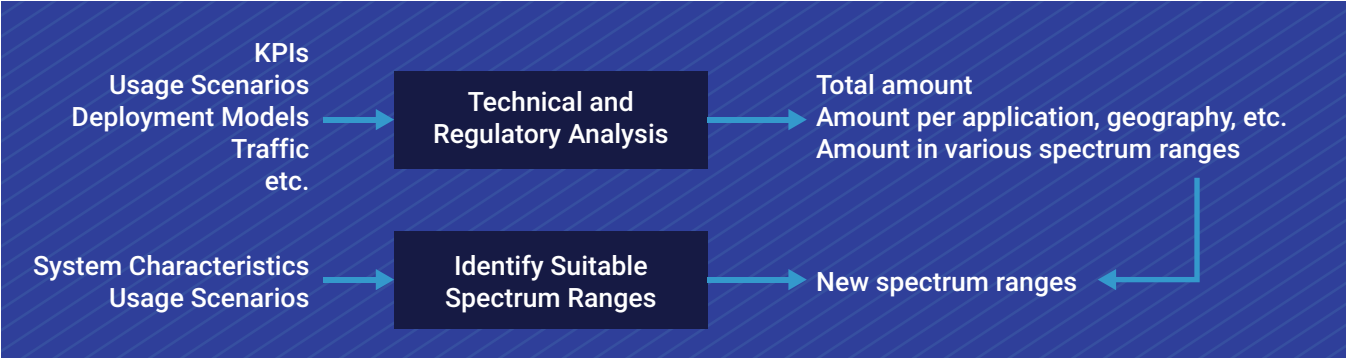 KPIs
Usage Scenarios
Deployment Models
Traffic
etc.
Technical and
Regulatory Analysis
Total amount
Amount per application, geography, etc.
Amount in various spectrum ranges
System Characteristics
Usage Scenarios
Identify Suitable
Spectrum Ranges
New spectrum ranges